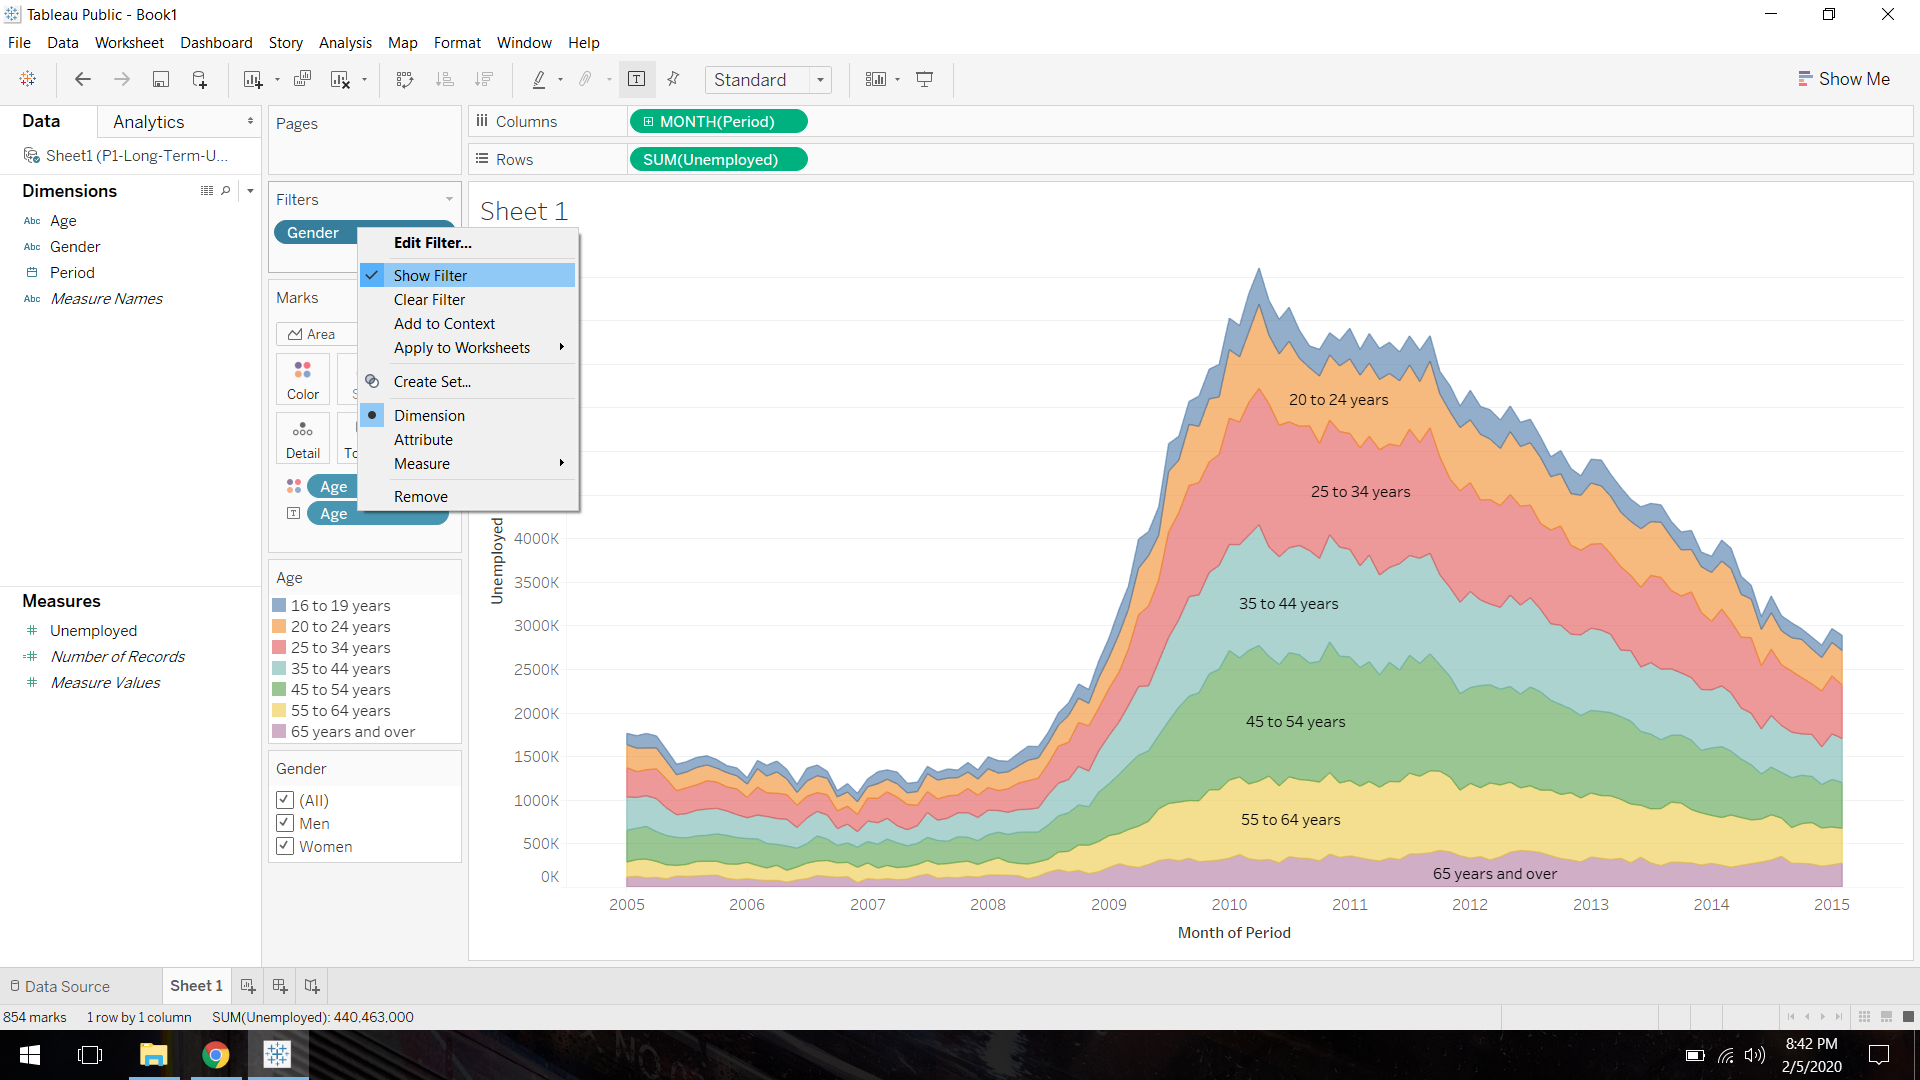 Tableau Public - Book1
File Data Worksheet Dashboard Story Analysis Map Format Window Help
Standard
Show Me
Data Analytics
Sheet1 (P1-Long-Term-U...
Dimensions
Abc Age
Abc Gender
Period
Abc Measure Names
Measures
Unemployed
Number of Records
Measure Values
Pages
Filters
Gender
Marks
Area
Color
Detail
To
Age
Age
Age
16 to 19 years
20 to 24 years
25 to 34 years
35 to 44 years
45 to 54 years
55 to 64 years
65 years and over
Gender
(All)
Men
Women
Edit Filter...
Show Filter
Clear Filter
Add to Context
Apply to Worksheets
Create Set...
Dimension
Attribute
Measure
Remove
Columns MONTH(Period)
Rows SUM(Unemployed)
Sheet 1
Unemployed
4000K
3500K
3000K
2500K
2000K
1500K
1000K
500K
0K
20 to 24 years
25 to 34 years
35 to 44 years
45 to 54 years
55 to 64 years
65 years and over
2005 2006 2007 2008 2009 2010 2011 2012 2013 2014 2015
Month of Period
Data Source Sheet 1
854 marks 1 row by 1 column SUM(Unemployed): 440,463,000
8:42 PM
2/5/2020